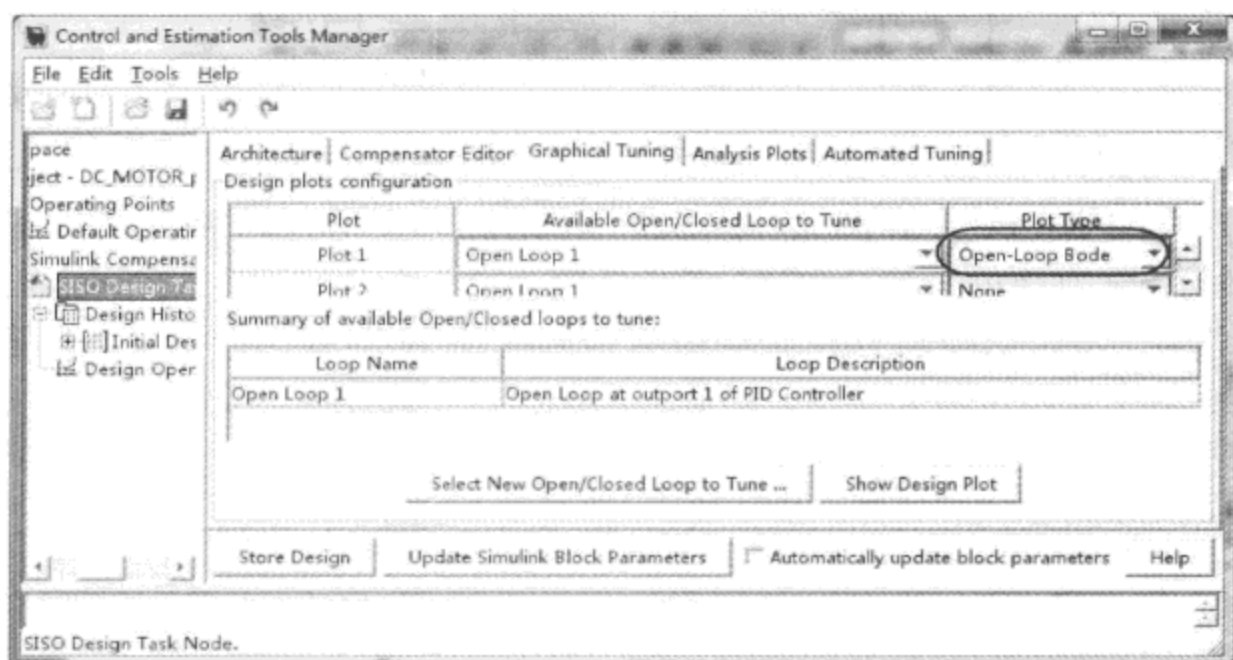 Control and Estimation Tools Manager
File Edit Tools Help
pace
ject - DC_MOTOR_p
Operating Points
Default Operatir
Simulink Compensa
SISO Design Ta
Design Histo
Initial Des
Design Oper
Architecture Compensator Editor Graphical Tuning Analysis Plots Automated Tuning
Design plots configuration
Plot Available Open/Closed Loop to Tune Plot Type
Plot 1 Open Loop 1 Open-Loop Bode
Plot 2 Open Loop 1 None
Summary of available Open/Closed loops to tune:
Loop Name Loop Description
Open Loop 1 Open Loop at outport 1 of PID Controller
Select New Open/Closed Loop to Tune ... Show Design Plot
Store Design Update Simulink Block Parameters Automatically update block parameters Help
SISO Design Task Node.